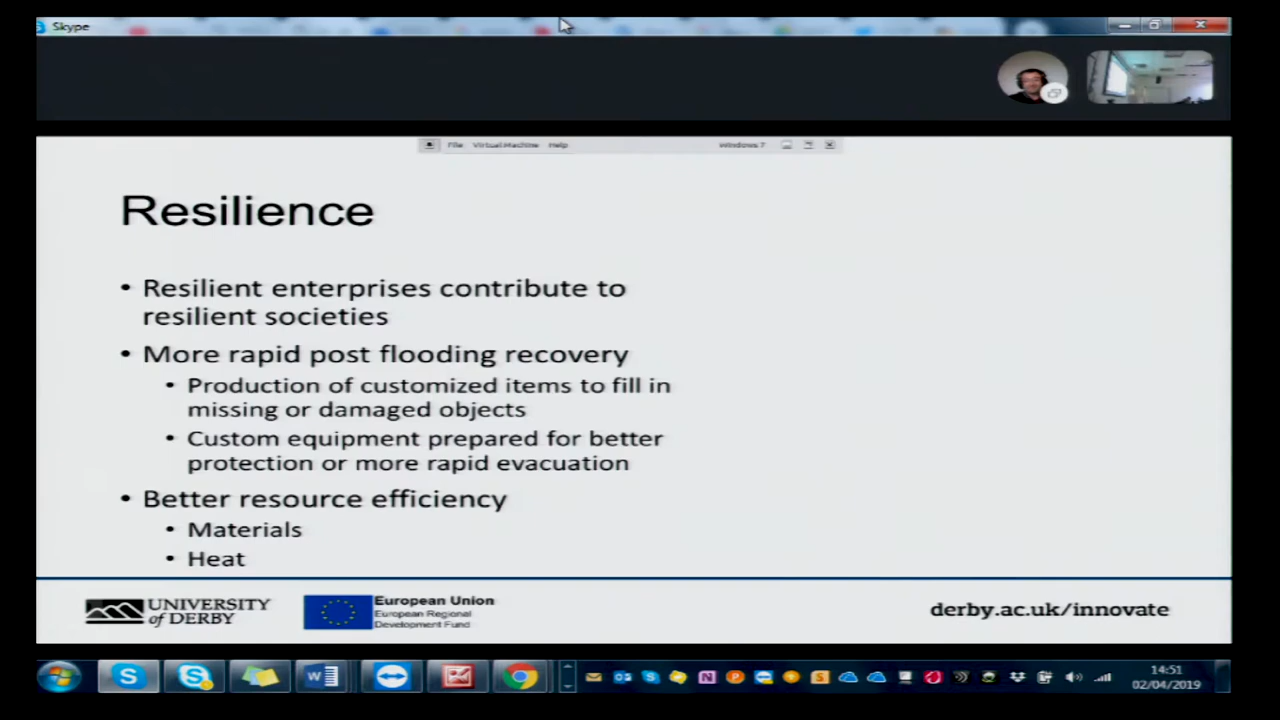 Skype
File Virtual Machine Help
Windows 7
Resilience
• Resilient enterprises contribute to
resilient societies
• More rapid post flooding recovery
• Production of customized items to fill in
missing or damaged objects
• Custom equipment prepared for better
protection or more rapid evacuation
• Better resource efficiency
• Materials
• Heat
UNIVERSITY
of DERBY
European Union
European Regional
Development Fund
derby.ac.uk/innovate
14:51
02/04/2019